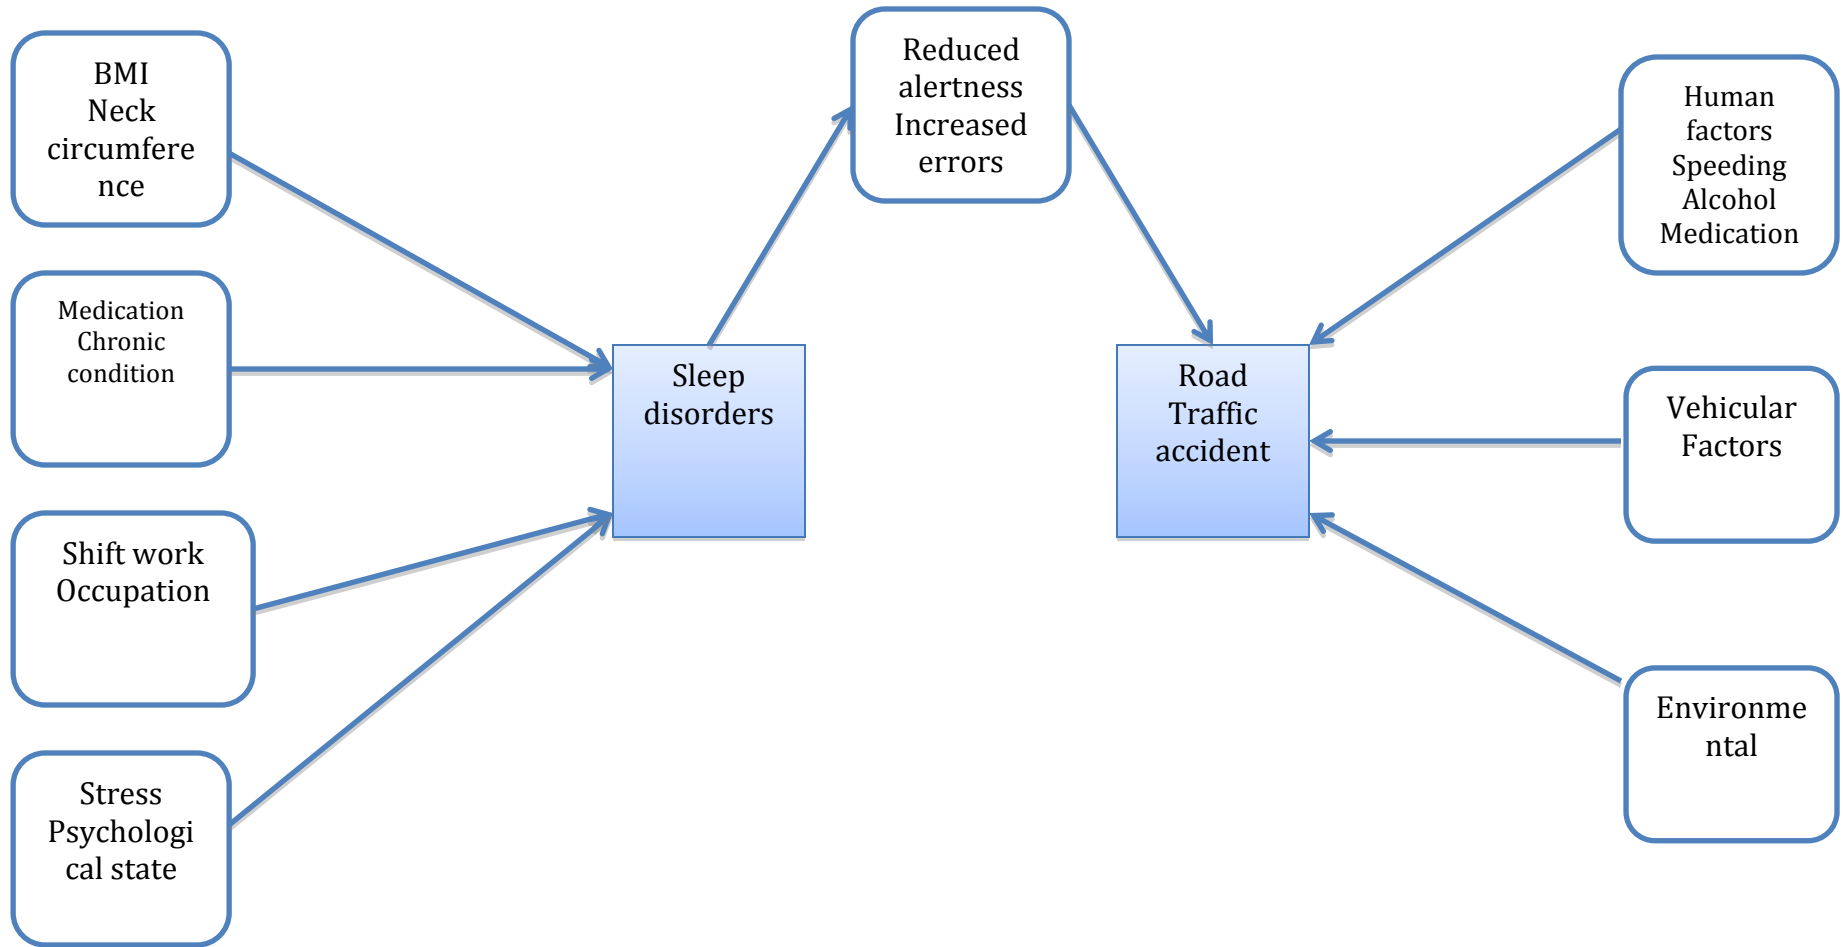 BMI
Neck
circumfere
nce
Medication
Chronic
condition
Shift work
Occupation
Stress
Psychologi
cal state
Sleep
disorders
Reduced
alertness
Increased
errors
Road
Traffic
accident
Human
factors
Speeding
Alcohol
Medication
Vehicular
Factors
Environme
ntal